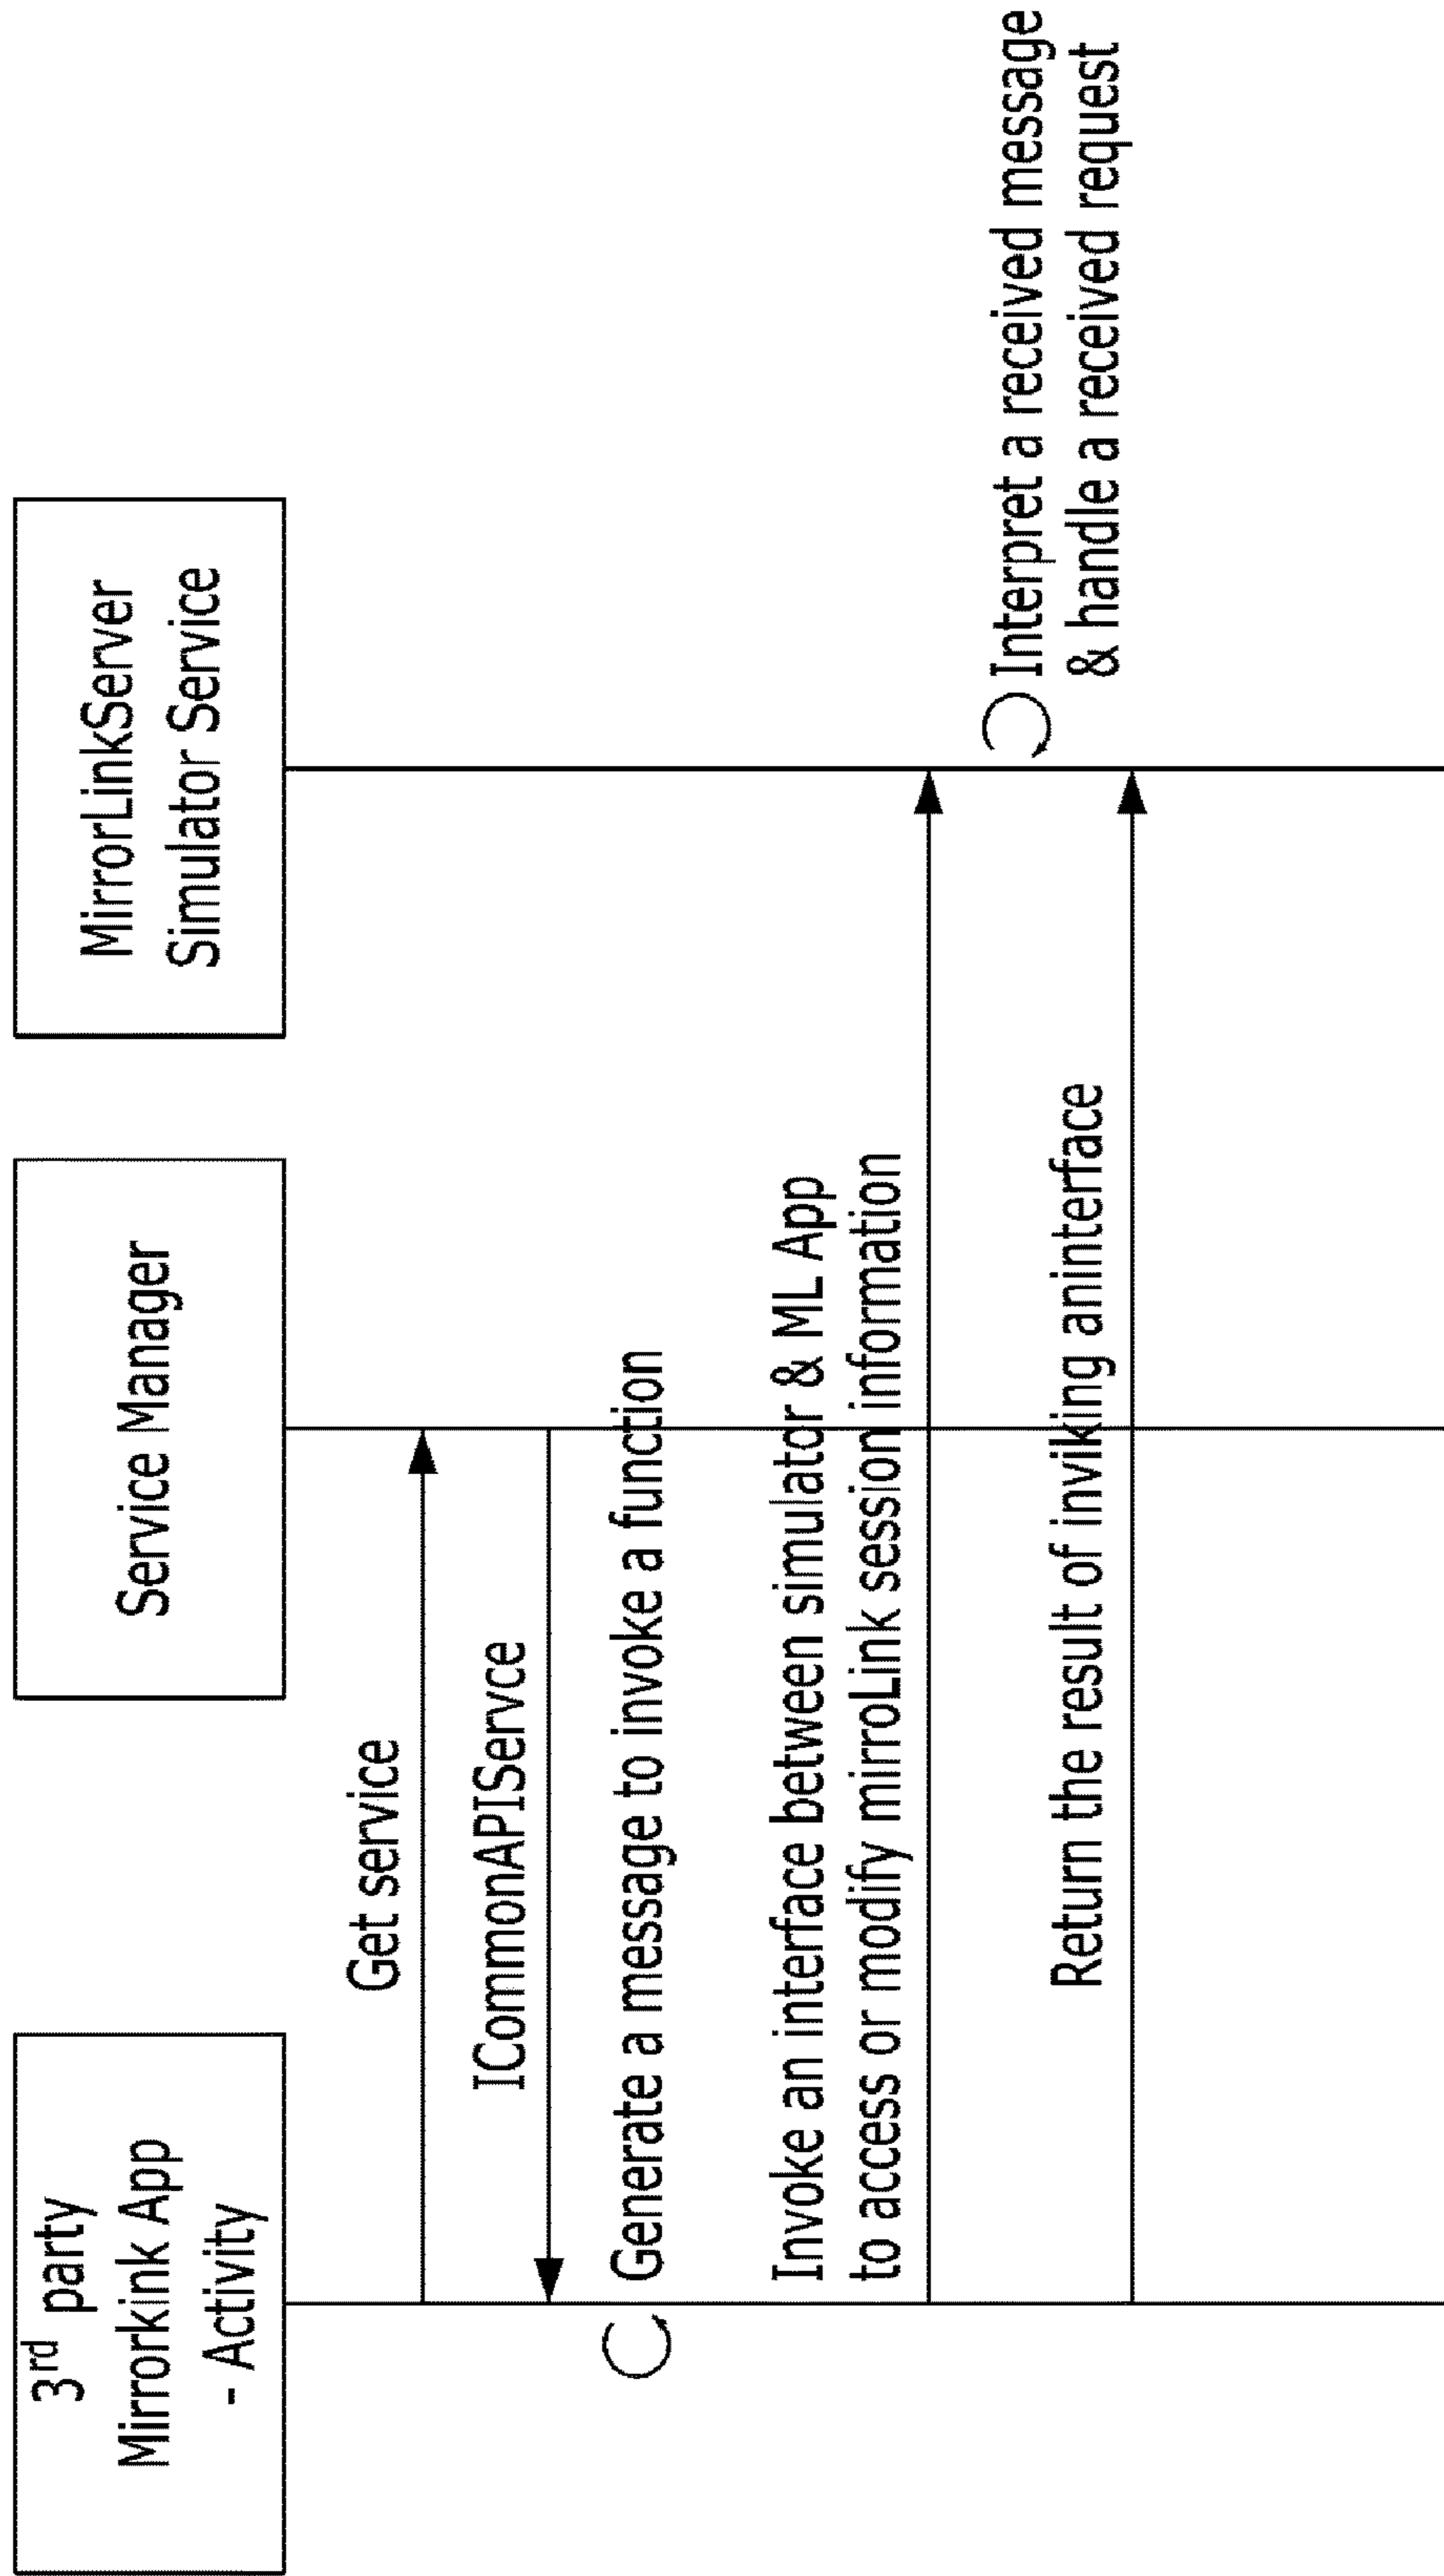 3rd party
Mirrorkink App
- Activity
Service Manager
MirrorLinkServer
Simulator Service
Get service
ICommonAPIServce
Generate a message to invoke a function
Invoke an interface between simulator & ML App
to access or modify mirroLink session information
Interpret a received message
& handle a received request
Return the result of inviking aninterface